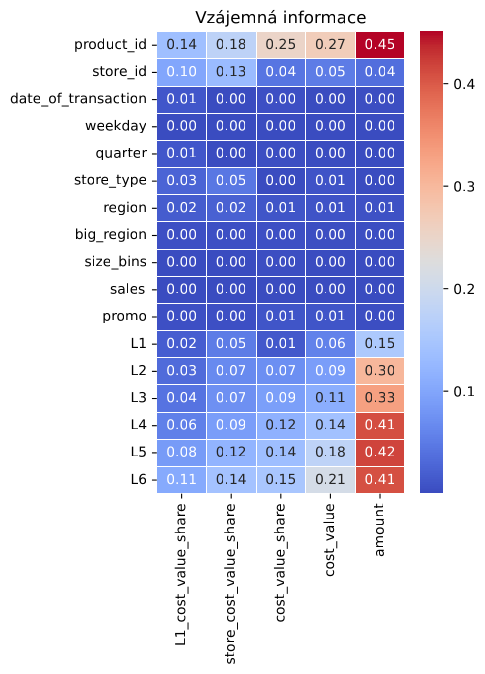 Vzájemná informace
product_id 0.14 0.18 0.25 0.27 0.45
store_id 0.10 0.13 0.04 0.05 0.04
date_of_transaction 0.01 0.00 0.00 0.00 0.00
weekday 0.00 0.00 0.00 0.00 0.00
quarter 0.01 0.00 0.00 0.00 0.00
store_type 0.03 0.05 0.00 0.01 0.00
region 0.02 0.02 0.01 0.01 0.01
big_region 0.00 0.00 0.00 0.00 0.00
size_bins 0.00 0.00 0.00 0.00 0.00
sales 0.00 0.00 0.00 0.00 0.00
promo 0.00 0.00 0.01 0.01 0.00
L1 0.02 0.05 0.01 0.06 0.15
L2 0.03 0.07 0.07 0.09 0.30
L3 0.04 0.07 0.09 0.11 0.33
L4 0.06 0.09 0.12 0.14 0.41
L5 0.08 0.12 0.14 0.18 0.42
L6 0.11 0.14 0.15 0.21 0.41
L1_cost_value_share
store_cost_value_share
cost_value_share
cost_value
amount
0.4
0.3
0.2
0.1